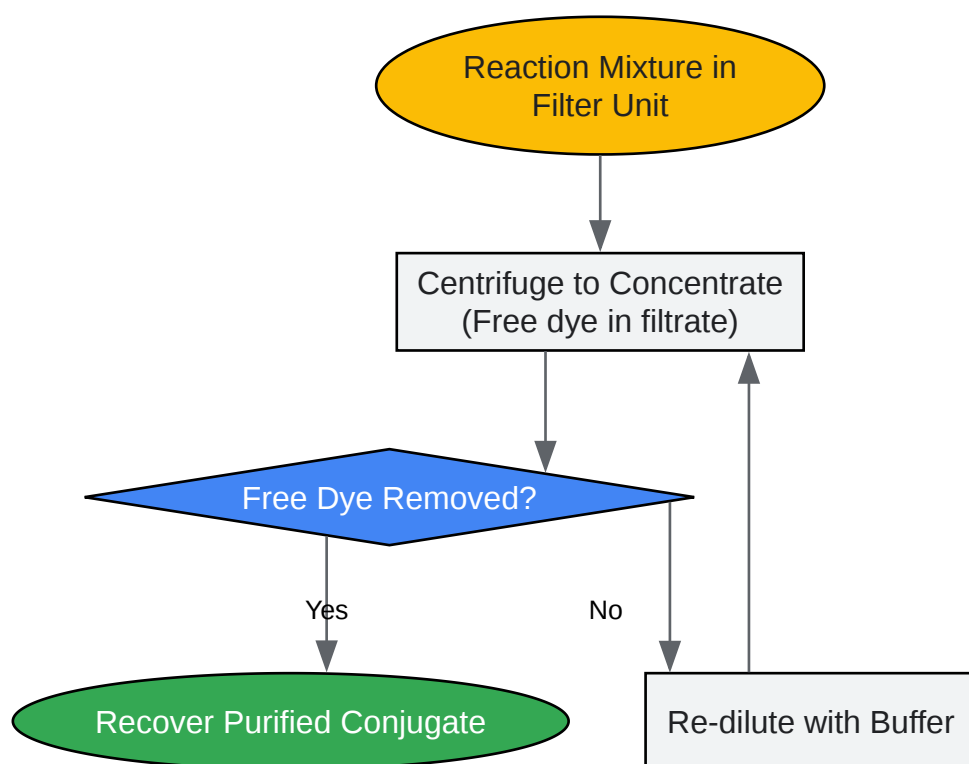 Reaction Mixture in
Filter Unit
Centrifuge to Concentrate
(Free dye in filtrate)
Free Dye Removed?
Yes
No
Recover Purified Conjugate
Re-dilute with Buffer